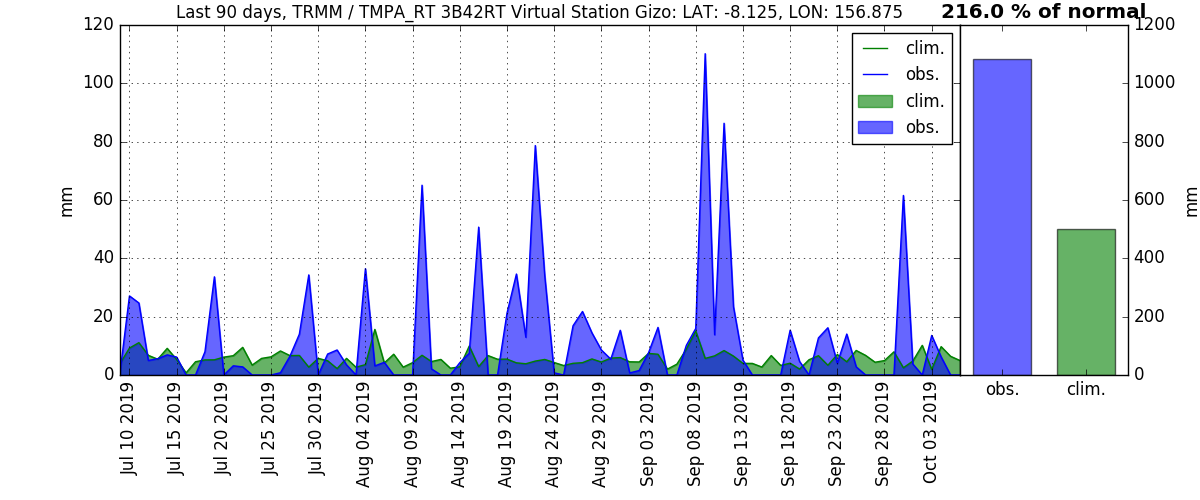 Last 90 days, TRMM / TMPA_RT 3B42RT Virtual Station Gizo: LAT: -8.125, LON: 156.875
216.0 % of normal
120
100
80
60
40
20
0
mm
clim.
obs.
clim.
obs.
1200
1000
800
600
400
200
0
mm
Jul 10 2019
Jul 15 2019
Jul 20 2019
Jul 25 2019
Jul 30 2019
Aug 04 2019
Aug 09 2019
Aug 14 2019
Aug 19 2019
Aug 24 2019
Aug 29 2019
Sep 03 2019
Sep 08 2019
Sep 13 2019
Sep 18 2019
Sep 23 2019
Sep 28 2019
Oct 03 2019
obs.
clim.